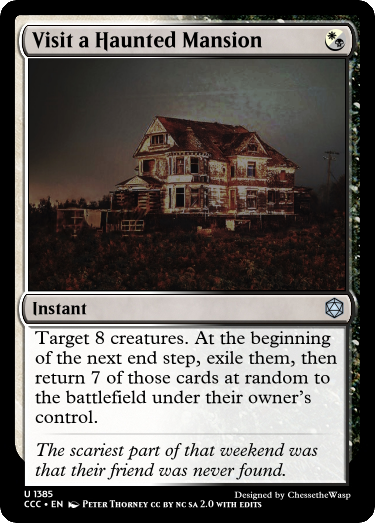 Visit a Haunted Mansion
Instant
Target 8 creatures. At the beginning
of the next end step, exile them, then
return 7 of those cards at random to
the battlefield under their owner's
control.
The scariest part of that weekend was
that their friend was never found.
U 1385
Designed by ChessetheWasp
CCC • EN Peter Thorney cc by nc sa 2.0 with edits